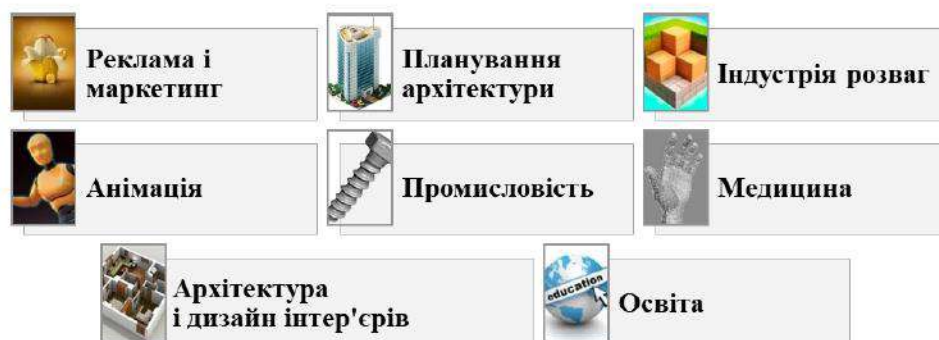 Реклама і
маркетинг
Планування
архітектури
Індустрія розваг
Анімація
Промисловість
Медицина
Архітектура
і дизайн інтер'єрів
education
Освіта